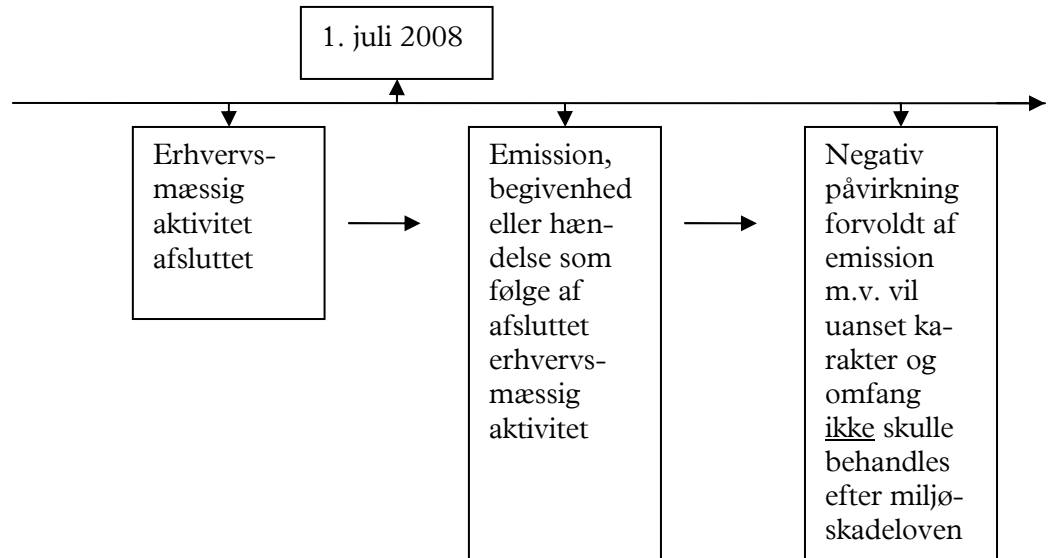 1. juli 2008
Erhvervs-
mæssig
aktivitet
afsluttet
Emission,
begivenhed
eller hæn-
delse som
følge af
afsluttet
erhvervs-
mæssig
aktivitet
Negativ
påvirkning
forvoldt af
emission
m.v. vil
uanset ka-
rakter og
omfang
ikke skulle
behandles
efter miljø-
skadeloven